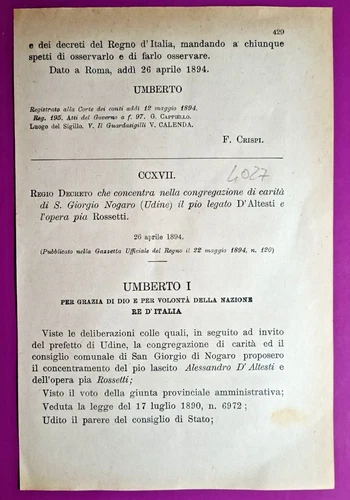 429
e dei decreti del Regno d'Italia, mandando a chiunque
spetti di osservarlo e di farlo osservare.
Dato a Roma, addì 26 aprile 1894.
UMBERTO
Registrato alla Corte dei conti addì 12 maggio 1894.
Reg. 195. Atti del Governo a f. 97. G. CAPPIELLO.
Luogo del Sigillo. V. Il Guardasigilli V. CALENDA.
F. CRISPI.
CCXVII.
4027
REGIO DECRETO che concentra nella congregazione di carità
di S. Giorgio Nogaro (Udine) il pio legato D'Altesti e
l'opera pia Rossetti.
26 aprile 1894.
(Pubblicato nella Gazzetta Ufficiale del Regno il 22 maggio 1894, n. 120)
UMBERTO I
PER GRAZIA DI DIO E PER VOLONTÀ DELLA NAZIONE
RE D'ITALIA
Viste le deliberazioni colle quali, in seguito ad invito
del prefetto di Udine, la congregazione di carità ed il
consiglio comunale di San Giorgio di Nogaro proposero
il concentramento del pio lascito Alessandro D'Altesti e
dell'opera pia Rossetti;
Visto il voto della giunta provinciale amministrativa;
Veduta la legge del 17 luglio 1890, n. 6972;
Udito il parere del consiglio di Stato;